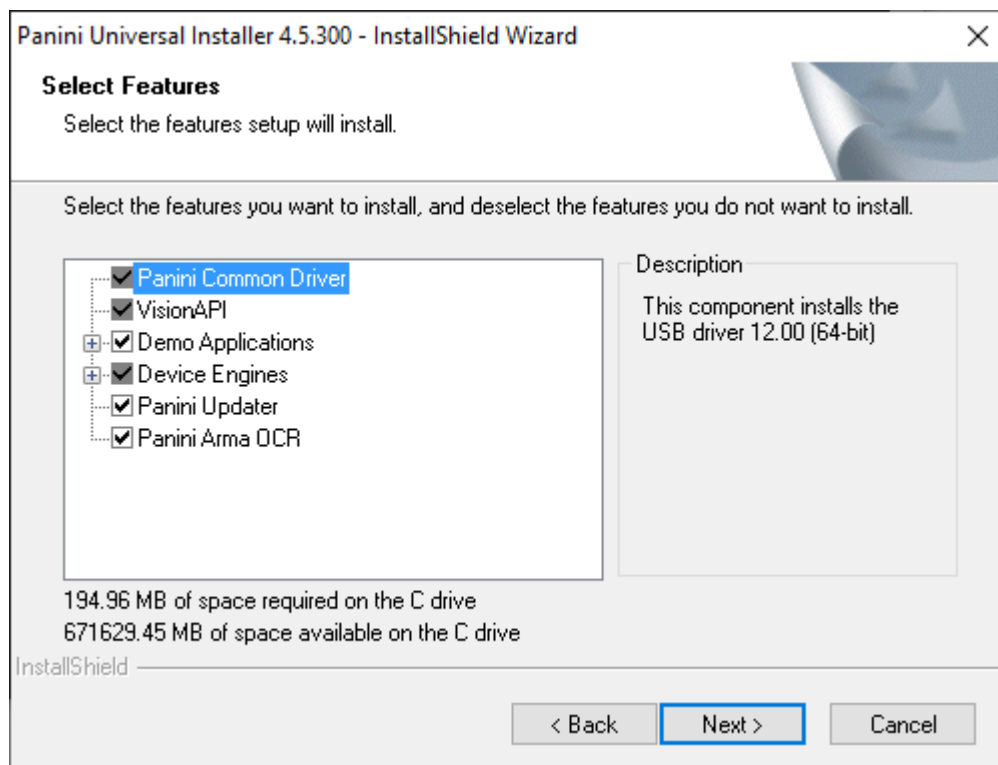 Panini Universal Installer 4.5.300 - InstallShield Wizard
Select Features
Select the features setup will install.
Select the features you want to install, and deselect the features you do not want to install.
Panini Common Driver
VisionAPI
Demo Applications
Device Engines
Panini Updater
Panini Arma OCR
Description
This component installs the
USB driver 12.00 (64-bit)
194.96 MB of space required on the C drive
671629.45 MB of space available on the C drive
InstallShield
< Back
Next >
Cancel